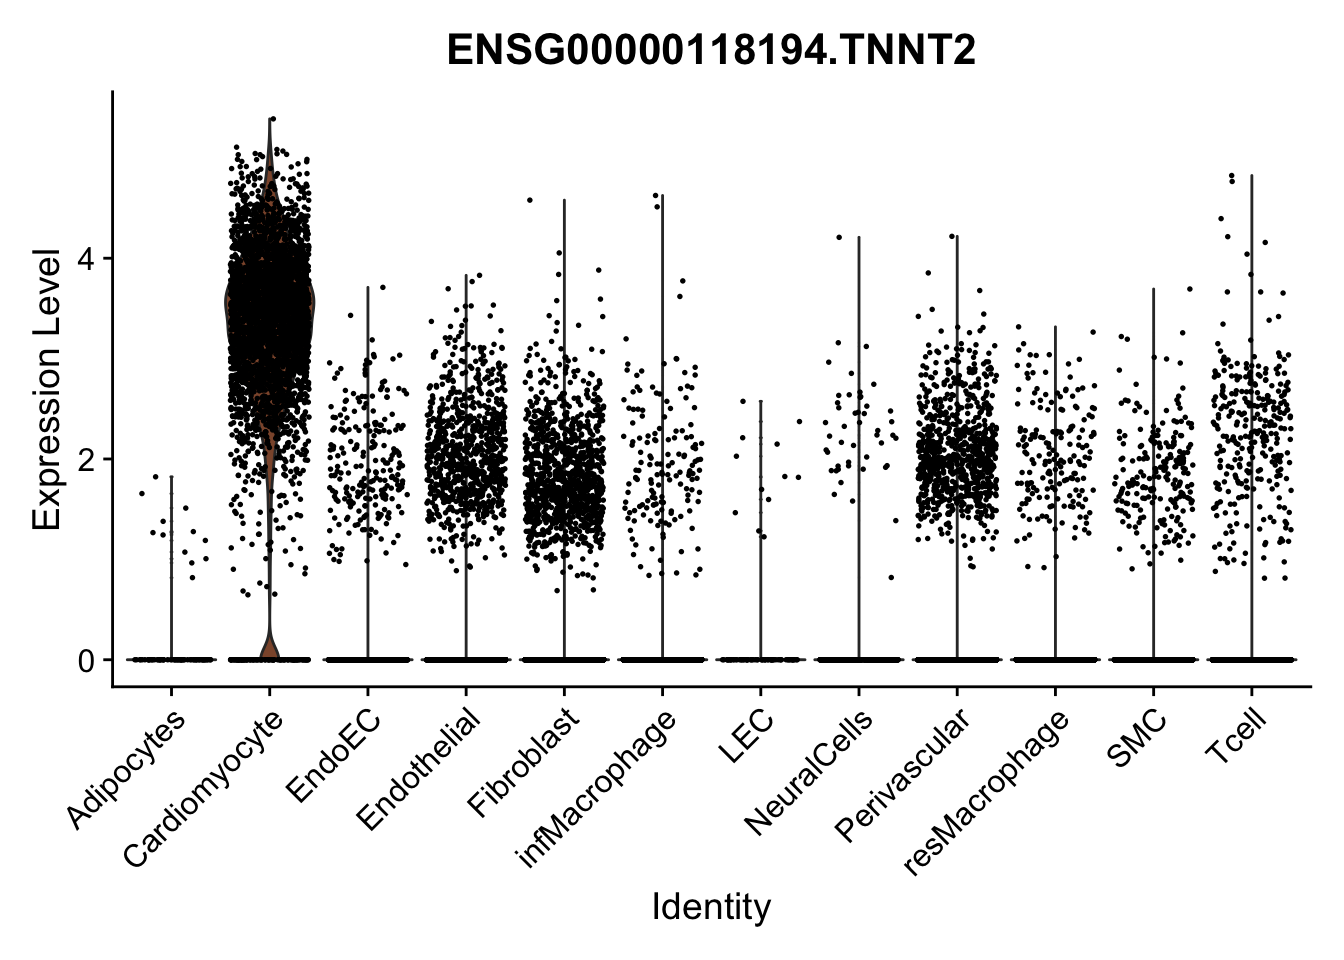 ENSG00000118194.TNNT2
Expression Level
4
2
0
Adipocytes
Cardiomyocyte
EndoEC
Endothelial
Fibroblast
infMacrophage
LEC
NeuralCells
Perivascular
resMacrophage
SMC
Tcell
Identity